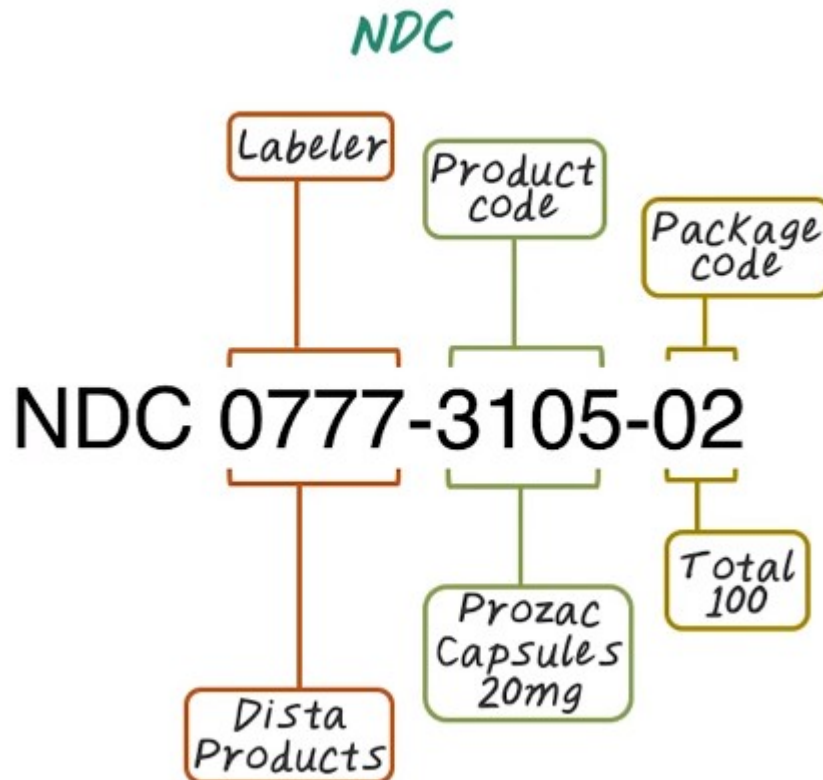 NDC
Labeler
Product
code
Package
code
NDC 0777-3105-02
Total
100
Prozac
Capsules
20mg
Dista
Products